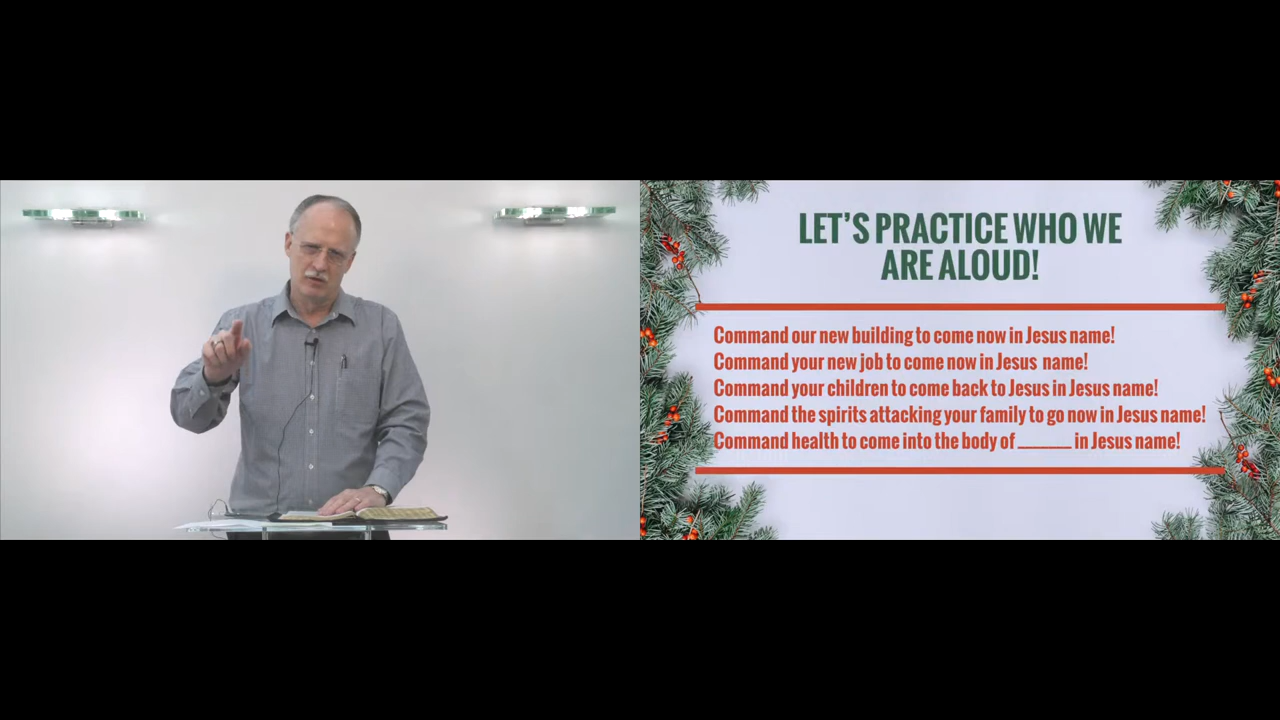 LET'S PRACTICE WHO WE
ARE ALOUD!
Command our new building to come now in Jesus name!
Command your new job to come now in Jesus name!
Command your children to come back to Jesus in Jesus name!
Command the spirits attacking your family to go now in Jesus name!
Command health to come into the body of ______ in Jesus name!